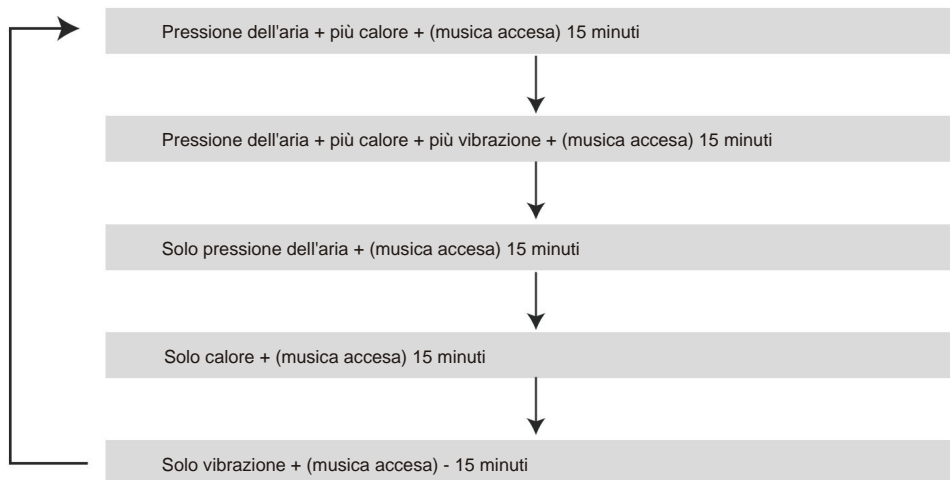 Pressione dell'aria + più calore + (musica accesa) 15 minuti
Pressione dell'aria + più calore + più vibrazione + (musica accesa) 15 minuti
Solo pressione dell'aria + (musica accesa) 15 minuti
Solo calore + (musica accesa) 15 minuti
Solo vibrazione + (musica accesa) - 15 minuti